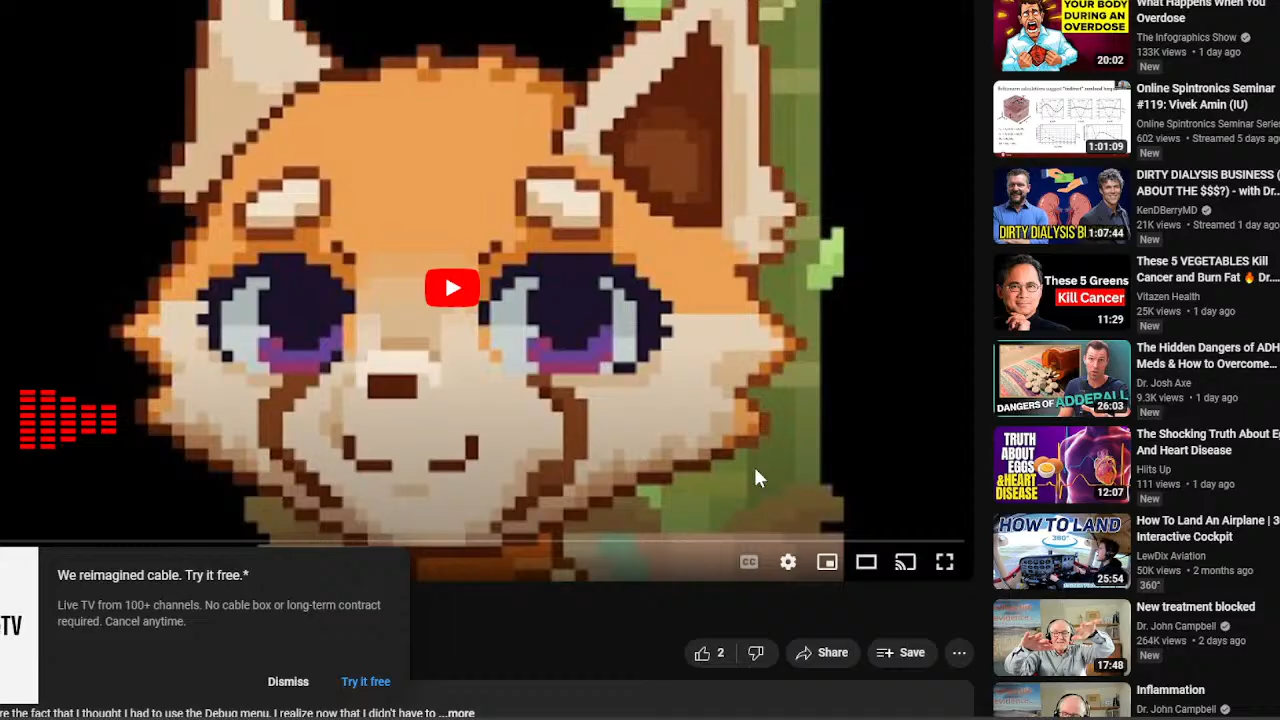 We reimagined cable. Try it free.*
Live TV from 100+ channels. No cable box or long-term contract
required. Cancel anytime.
TV
Dismiss
Try it free
2
Share
Save
re the fact that I thought I had to use the Debug menu. I realize now that I didn't have to ...more
CC
YOUR BODY
DURING AN
OVERDOSE
20:02
What Happens When You
Overdose
The Infographics Show
133K views • 1 day ago
New
1:01:09
Online Spintronics Seminar
#119: Vivek Amin (IU)
Online Spintronics Seminar Series
602 views • Streamed 5 days ago
New
DIRTY DIALYSIS BU
1:07:44
DIRTY DIALYSIS BUSINESS (
ABOUT THE $$$?) - with Dr..
KenDBerryMD
21K views • Streamed 1 day ago
New
These 5 Greens
Kill Cancer
11:29
These 5 VEGETABLES Kill
Cancer and Burn Fat 🔥 Dr....
Vitazen Health
25K views • 1 day ago
New
DANGERS OF ADDERALL
26:03
The Hidden Dangers of ADH
Meds & How to Overcome...
Dr. Josh Axe
9.3K views • 1 day ago
New
TRUTH
ABOUT
EGGS
&HEART
DISEASE
12:07
The Shocking Truth About E
And Heart Disease
Hiits Up
111 views • 1 day ago
New
HOW TO LAND
360°
25:54
How To Land An Airplane | 3
Interactive Cockpit
LewDix Aviation
50K views • 2 months ago
360°
17:48
New treatment blocked
Dr. John Campbell
264K views • 2 days ago
New
Inflammation
Dr. John Campbell